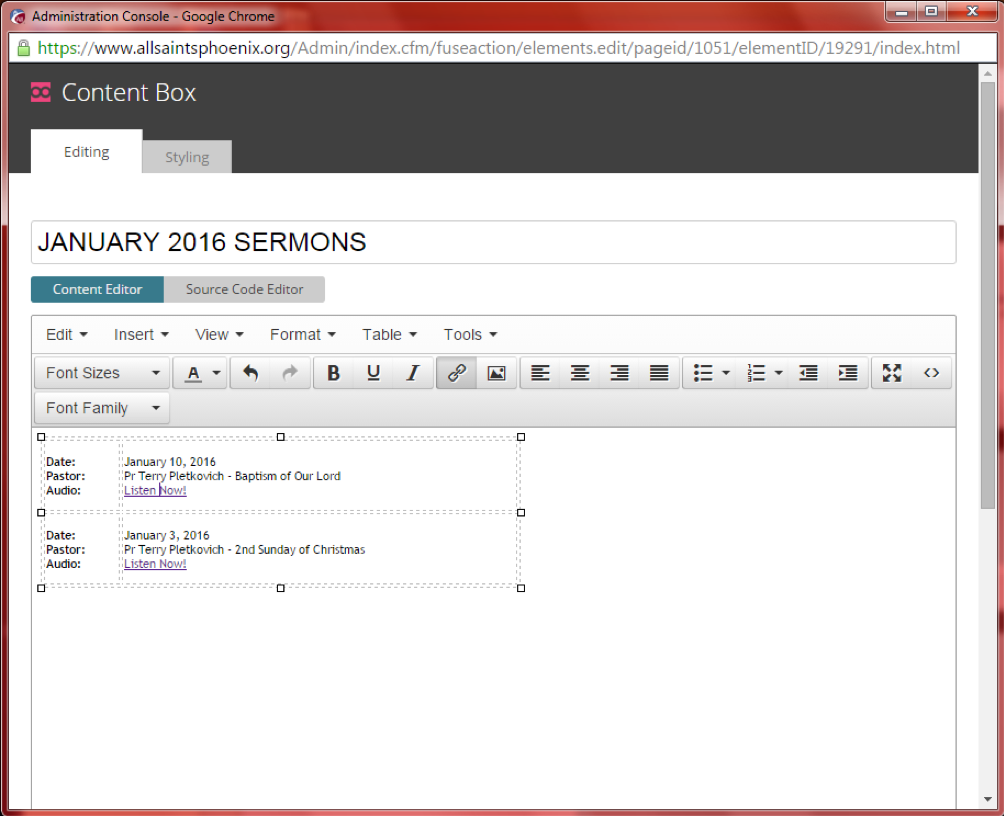 Administration Console - Google Chrome
https://www.allsaintsphoenix.org/Admin/index.cfm/fuseaction/elements.edit/pageid/1051/elementID/19291/index.html
Content Box
Editing Styling
JANUARY 2016 SERMONS
Content Editor Source Code Editor
Edit Insert View Format Table Tools
Font Sizes A B U I
Font Family
Date: January 10, 2016
Pastor: Pr Terry Pletkovich - Baptism of Our Lord
Audio: Listen Now!
Date: January 3, 2016
Pastor: Pr Terry Pletkovich - 2nd Sunday of Christmas
Audio: Listen Now!